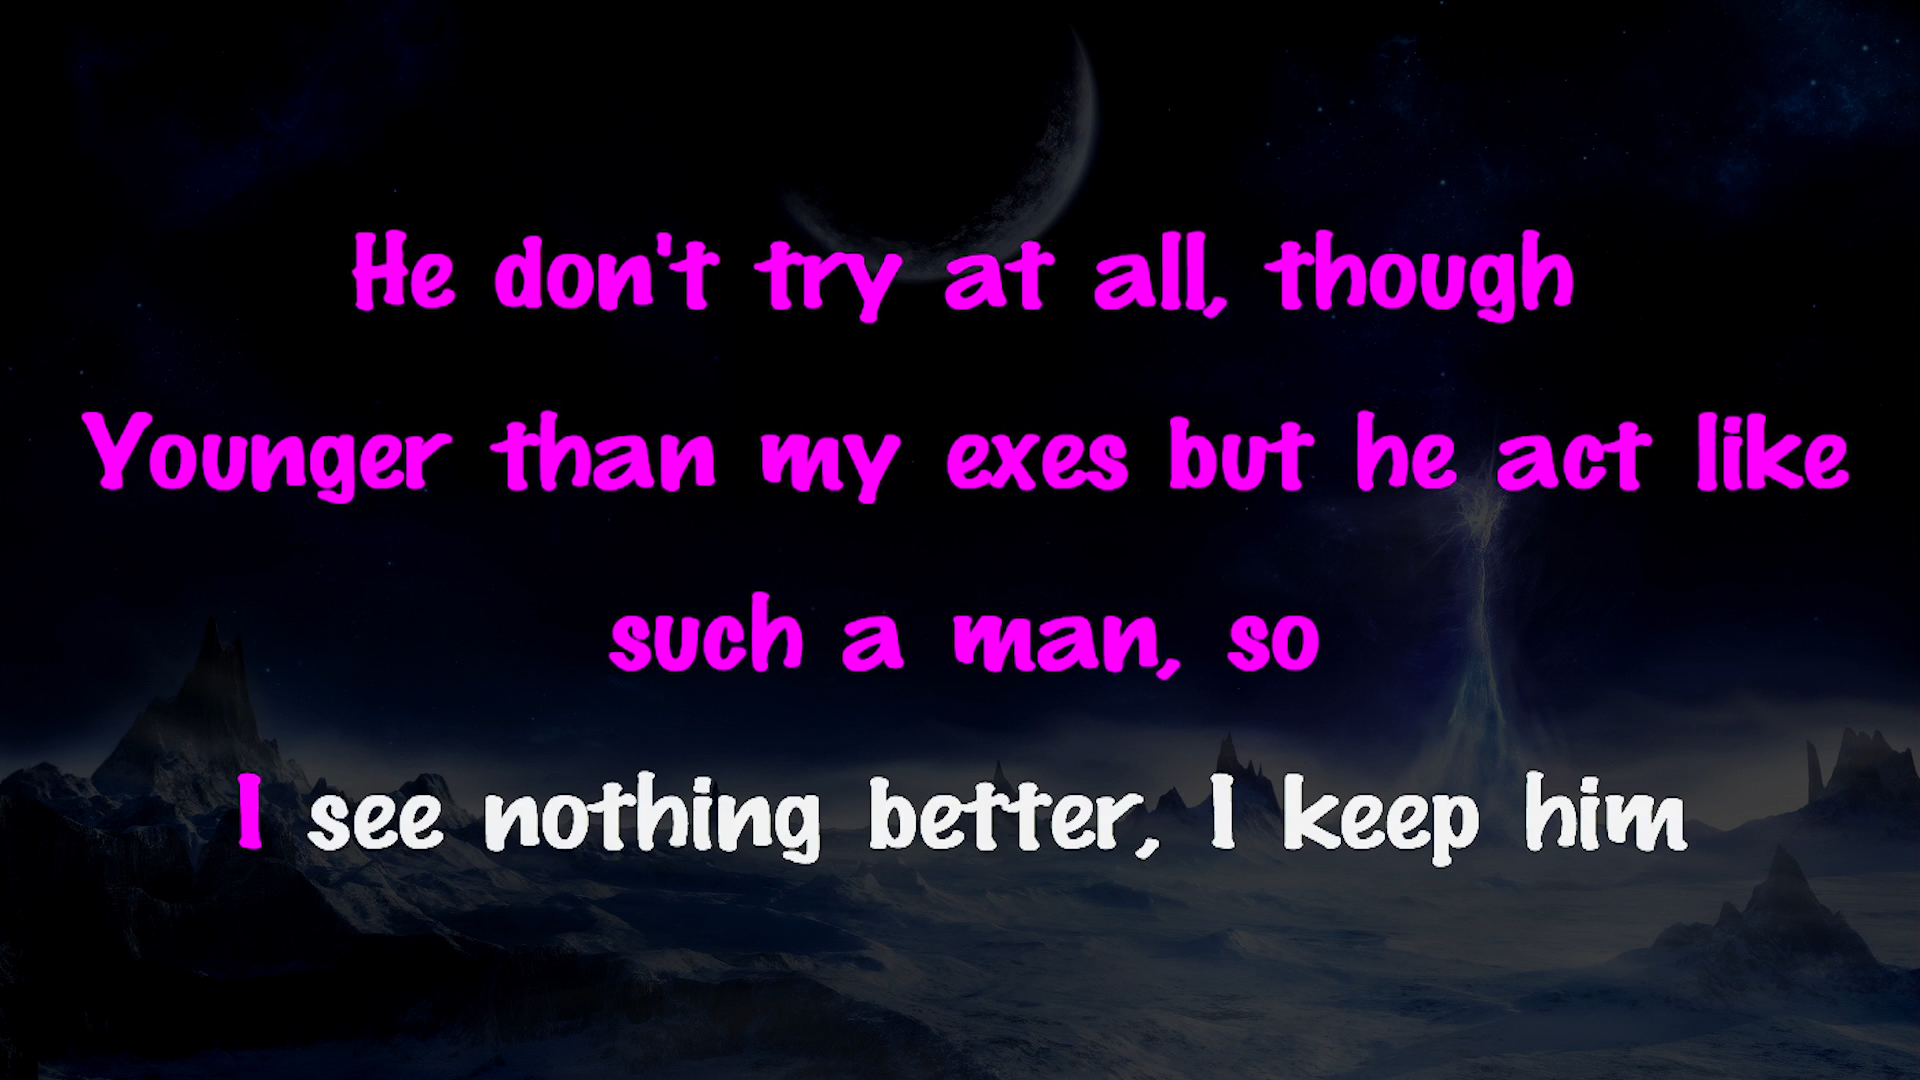 He don't try at all, though
Younger than my exes but he act like
such a man, so
I see nothing better, I keep him